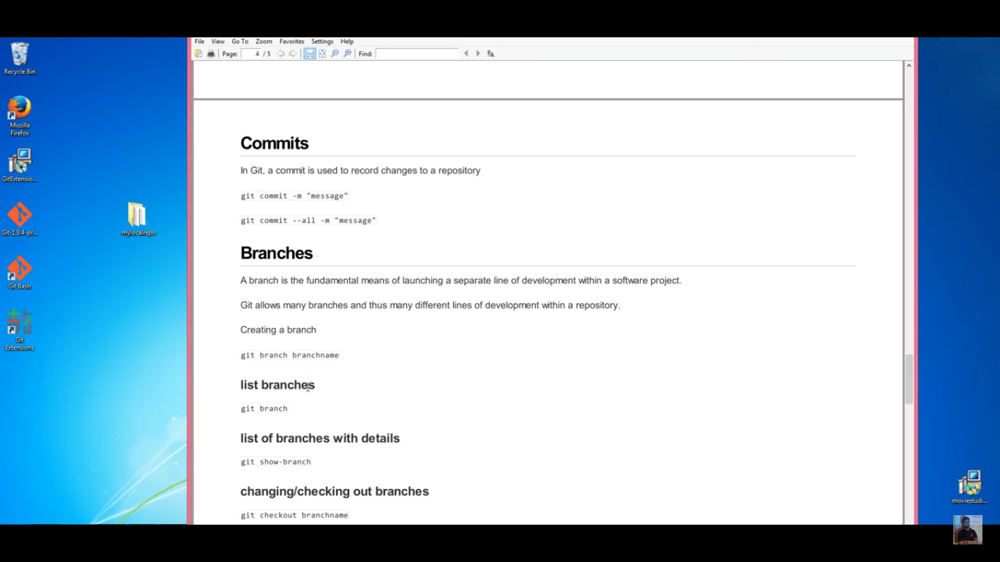 File View Go To Zoom Favorites Settings Help
Page: 4 / 5 Find:
Recycle Bin
Mozilla
Firefox
GitExtensio...
Git-1.9.4-pr...
Git Bash
Git
Extensions
mylocalrepo
Commits
In Git, a commit is used to record changes to a repository
git commit -m "message"
git commit --all -m "message"
Branches
A branch is the fundamental means of launching a separate line of development within a software project.
Git allows many branches and thus many different lines of development within a repository.
Creating a branch
git branch branchname
list branches
git branch
list of branches with details
git show-branch
changing/checking out branches
git checkout branchname
moviestudi...